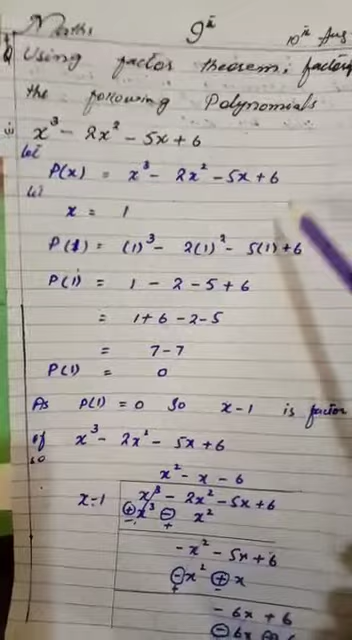 Maths 9th 10th Aug
Q Using factor theorem, factorize
the following Polynomials
x³ - 2x² - 5x + 6
let
P(x) = x³ - 2x² - 5x + 6
let
x = 1
P(1) = (1)³ - 2(1)² - 5(1) + 6
P(1) = 1 - 2 - 5 + 6
= 1 + 6 - 2 - 5
= 7 - 7
P(1) = 0
As P(1) = 0 So x - 1 is factor
of x³ - 2x² - 5x + 6
so
x² - x - 6
x-1 x³ - 2x² - 5x + 6
⊕x³ ⊖ x²
- +
-x² - 5x + 6
⊖x² ⊕ x
+ -
- 6x + 6
⊖ 6x ⊕